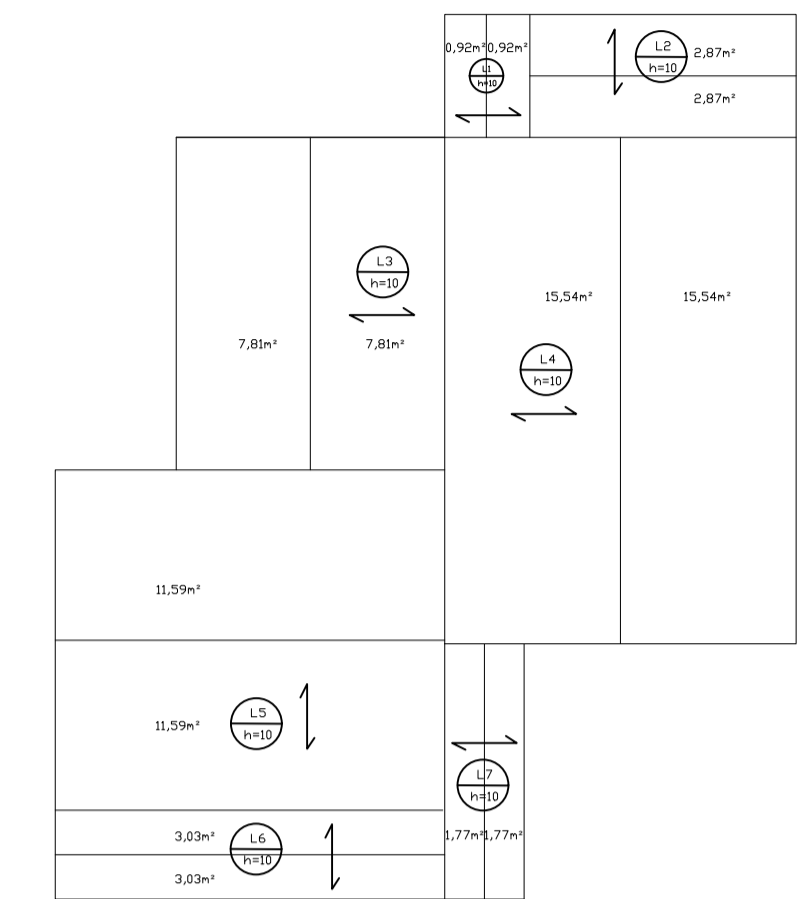 0,92m² 0,92m²
L1
h=10
L2
h=10
2,87m²
2,87m²
L3
h=10
7,81m²
7,81m²
15,54m²
15,54m²
L4
h=10
11,59m²
11,59m²
L5
h=10
L7
h=10
3,03m²
L6
h=10
1,77m² 1,77m²
3,03m²